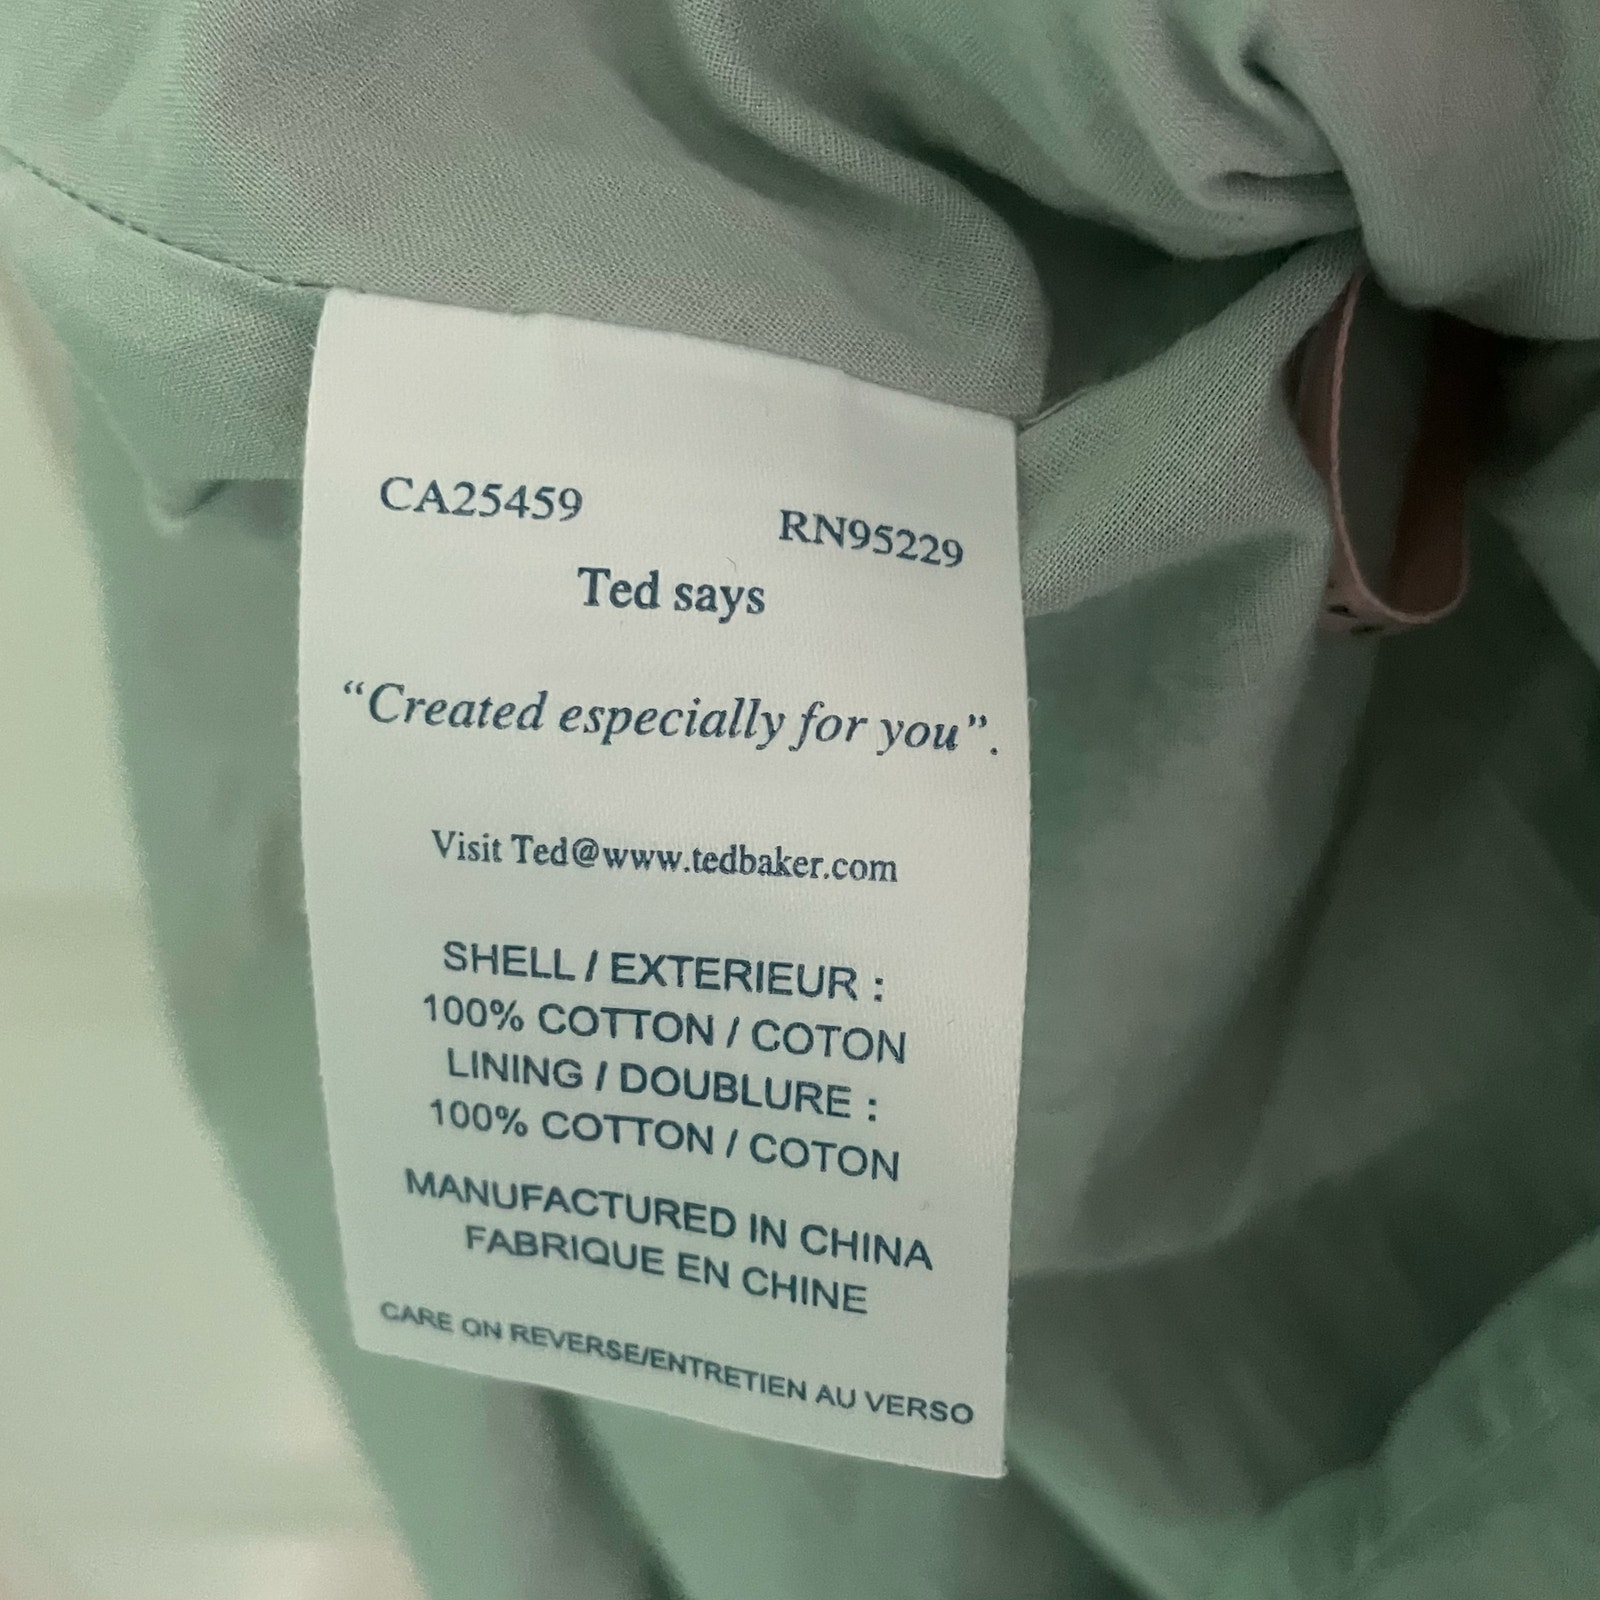 CA25459 RN95229
Ted says
“Created especially for you”.
Visit Ted@www.tedbaker.com
SHELL / EXTERIEUR :
100% COTTON / COTON
LINING / DOUBLURE :
100% COTTON / COTON
MANUFACTURED IN CHINA
FABRIQUE EN CHINE
CARE ON REVERSE/ENTRETIEN AU VERSO